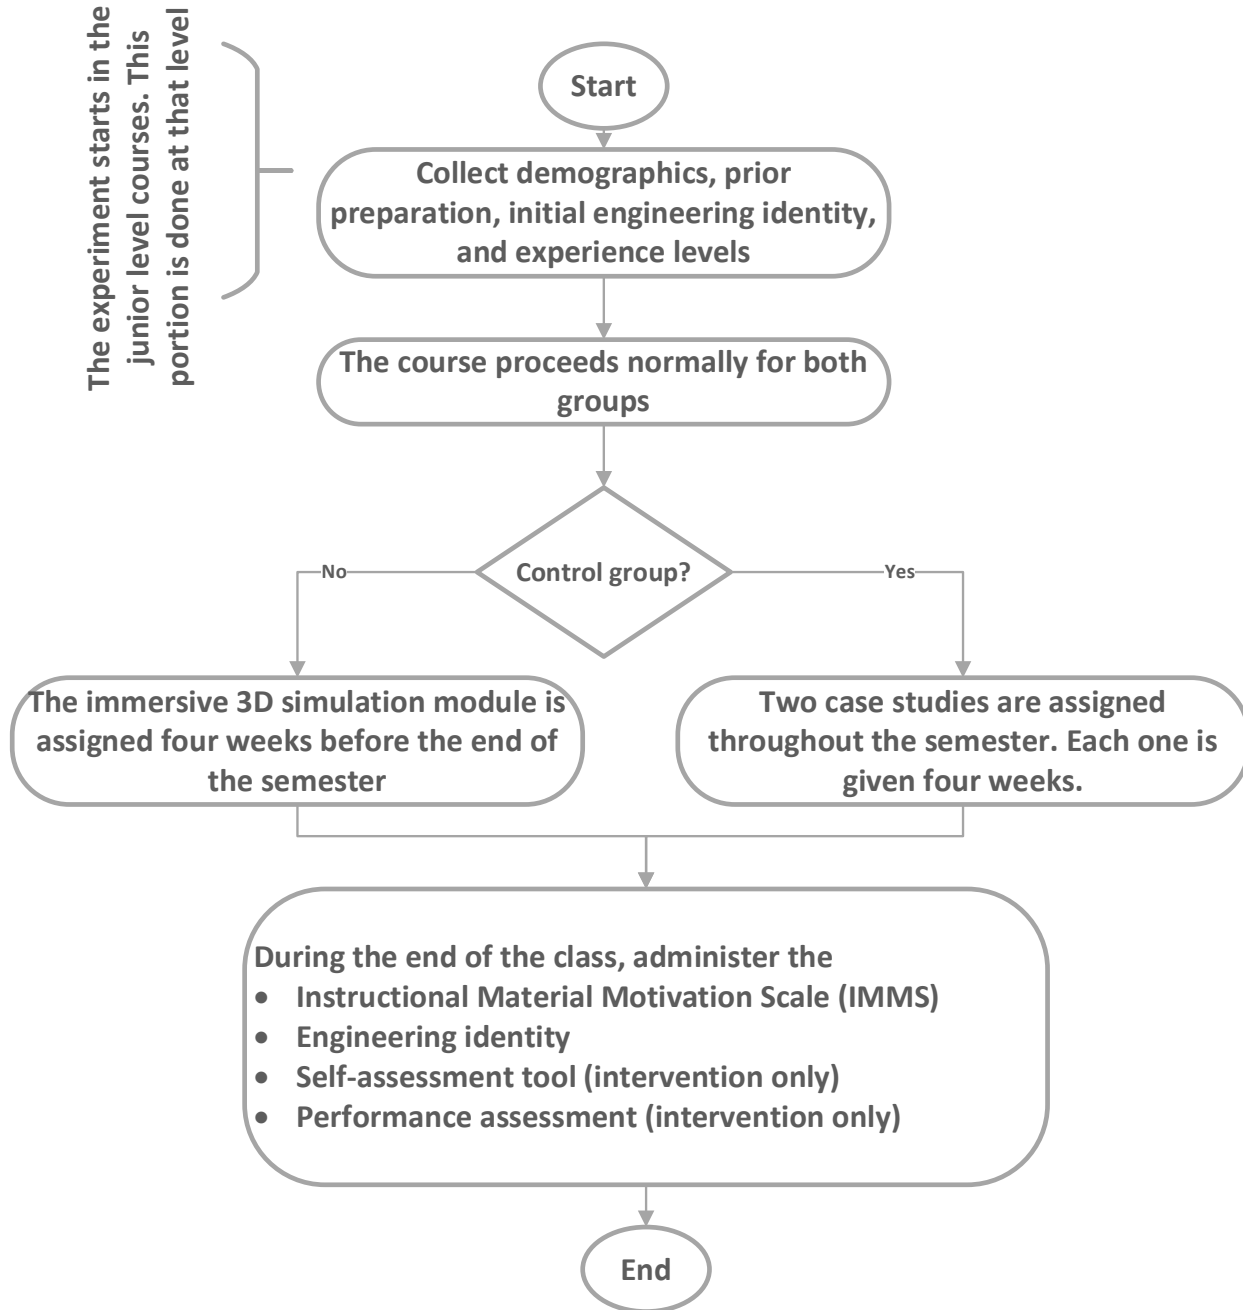 The experiment starts in the
junior level courses. This
portion is done at that level
Start
Collect demographics, prior
preparation, initial engineering identity,
and experience levels
The course proceeds normally for both
groups
Control group?
No
Yes
The immersive 3D simulation module is
assigned four weeks before the end of
the semester
Two case studies are assigned
throughout the semester. Each one is
given four weeks.
During the end of the class, administer the
• Instructional Material Motivation Scale (IMMS)
• Engineering identity
• Self-assessment tool (intervention only)
• Performance assessment (intervention only)
End